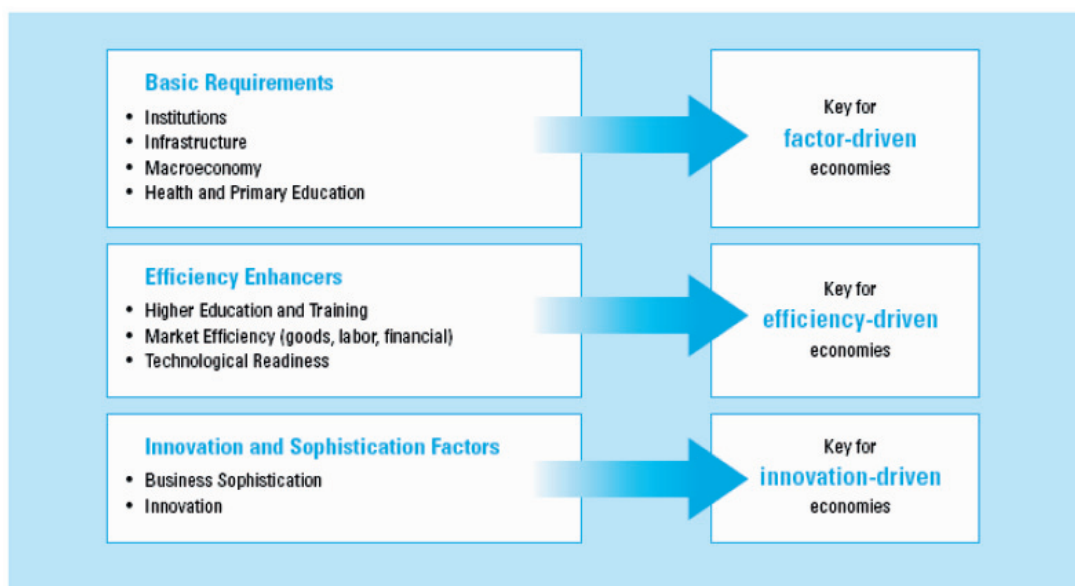 Basic Requirements
• Institutions
• Infrastructure
• Macroeconomy
• Health and Primary Education
Key for
factor-driven
economies
Efficiency Enhancers
• Higher Education and Training
• Market Efficiency (goods, labor, financial)
• Technological Readiness
Key for
efficiency-driven
economies
Innovation and Sophistication Factors
• Business Sophistication
• Innovation
Key for
innovation-driven
economies